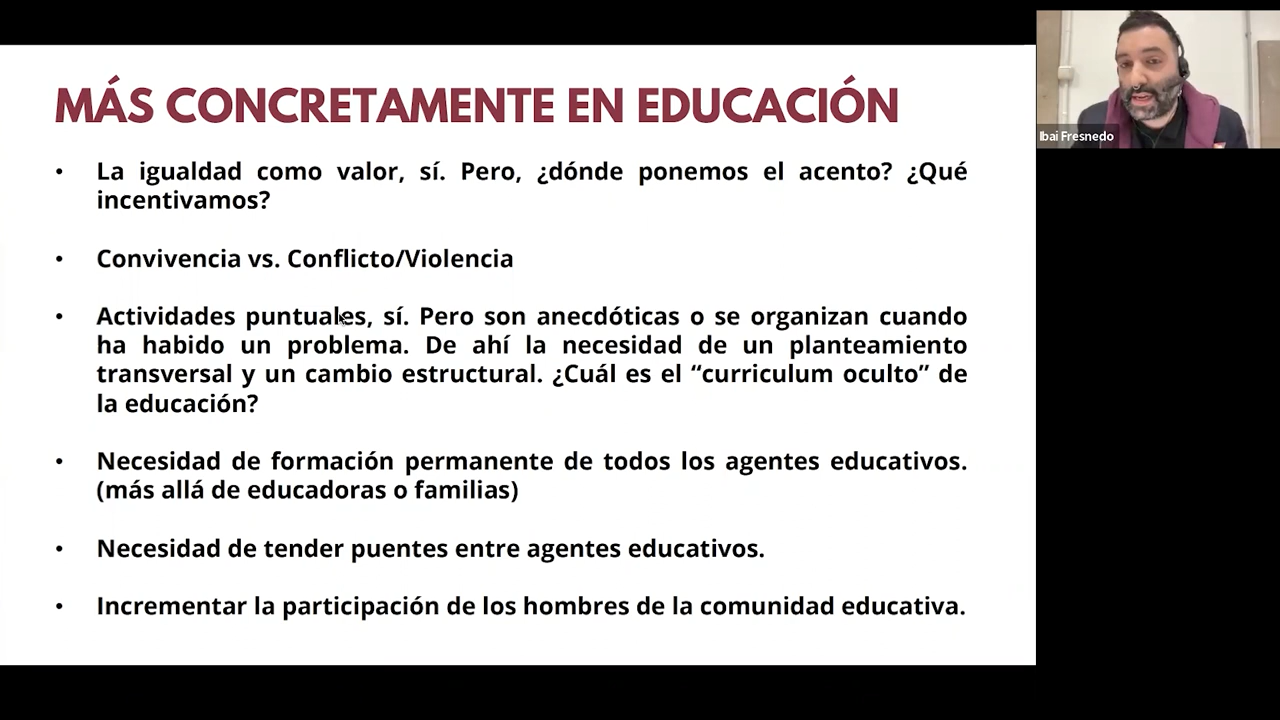 MÁS CONCRETAMENTE EN EDUCACIÓN
• La igualdad como valor, sí. Pero, ¿dónde ponemos el acento? ¿Qué
incentivamos?
• Convivencia vs. Conflicto/Violencia
• Actividades puntuales, sí. Pero son anecdóticas o se organizan cuando
ha habido un problema. De ahí la necesidad de un planteamiento
transversal y un cambio estructural. ¿Cuál es el “curriculum oculto” de
la educación?
• Necesidad de formación permanente de todos los agentes educativos.
(más allá de educadoras o familias)
• Necesidad de tender puentes entre agentes educativos.
• Incrementar la participación de los hombres de la comunidad educativa.
Ibai Fresnedo